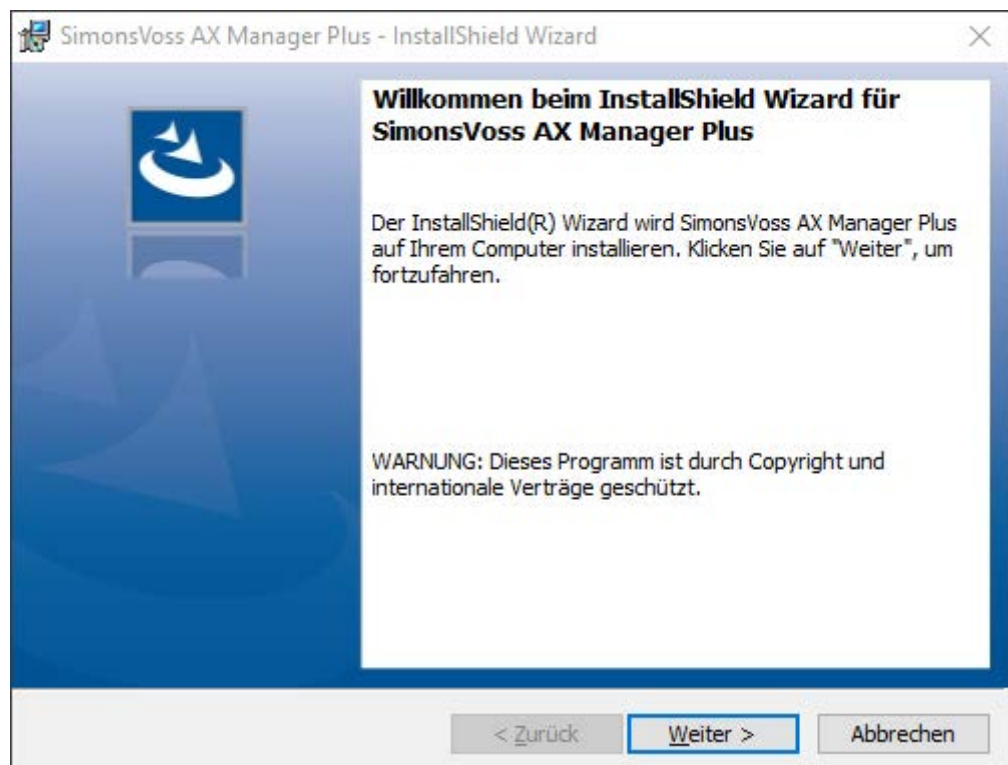 SimonsVoss AX Manager Plus - InstallShield Wizard
Willkommen beim InstallShield Wizard für
SimonsVoss AX Manager Plus
Der InstallShield(R) Wizard wird SimonsVoss AX Manager Plus
auf Ihrem Computer installieren. Klicken Sie auf "Weiter", um
fortzufahren.
WARNUNG: Dieses Programm ist durch Copyright und
internationale Verträge geschützt.
< Zurück Weiter > Abbrechen